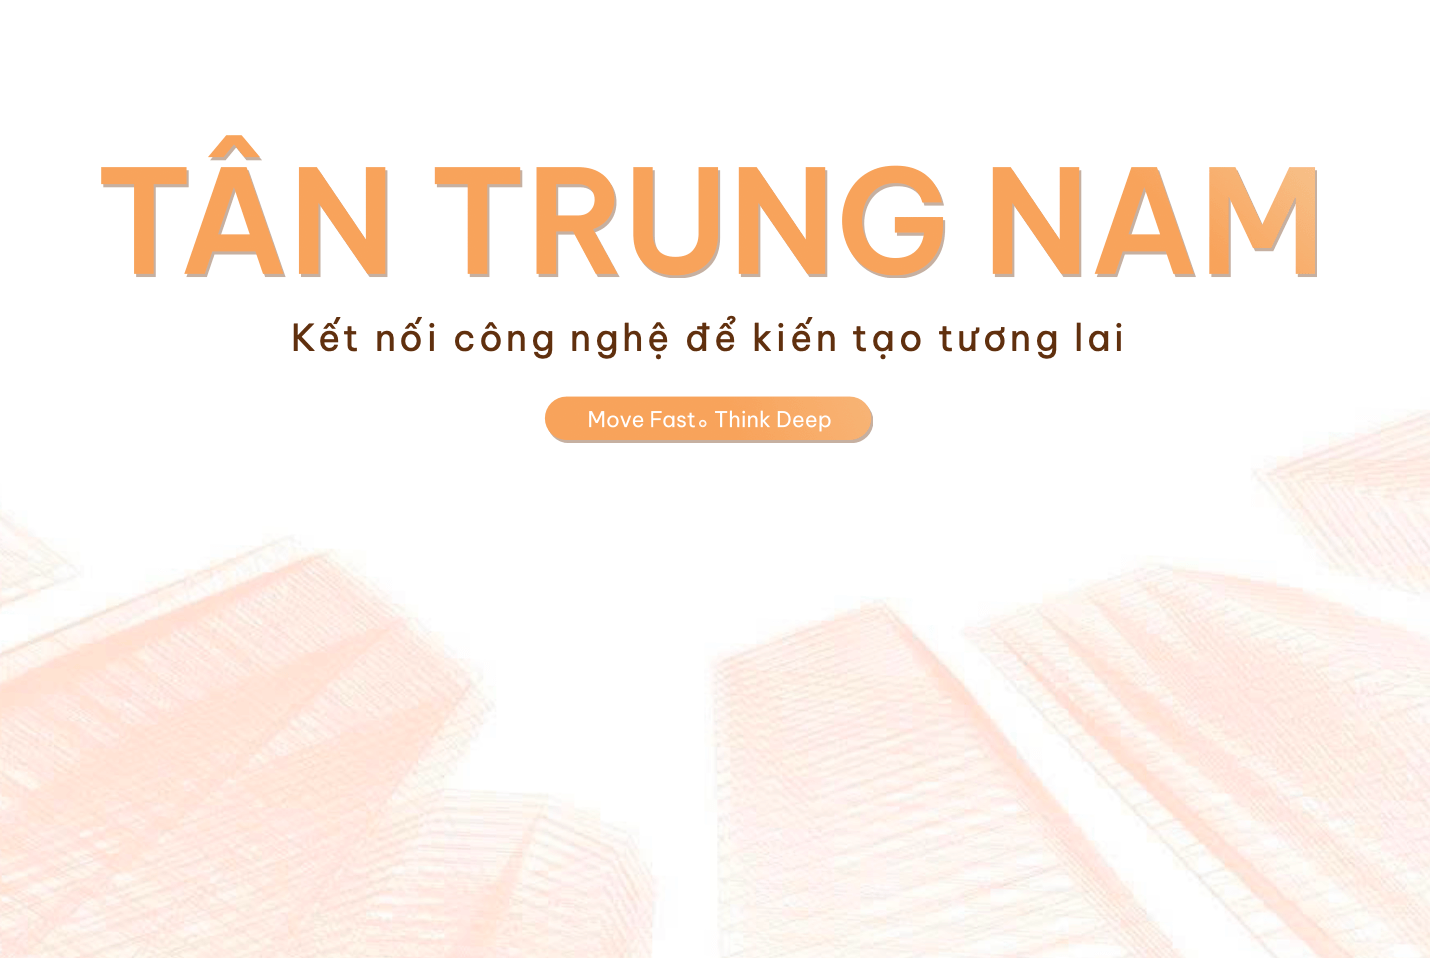 TÂN TRUNG NAM
Kết nối công nghệ để kiến tạo tương lai
Move Fast。Think Deep